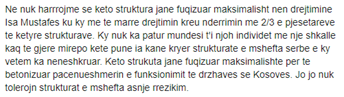 Ne nuk harrrojme se keto struktura jane fuqizuar maksimalisht nen drejtimine
Isa Mustafes ku ky me te marre drejtimin kreu nderrimin me 2/3 e pjesetareve
te ketyre strukturave. Ky nuk ka patur mundesi t'i njoh individet me nje shkalle
kaq te gjere mirepo kete pune ia kane kryer strukturate e mshefta serbe e ky
vetem ka neneshkruar. Keto strukuta jane fuqizuar maksimalishte per te
betonizuar pacenueshmerin e funksionimit te drzhaves se Kosoves. Jo jo nuk
tolerojn strukturat e mshefta asnje rrezikim.